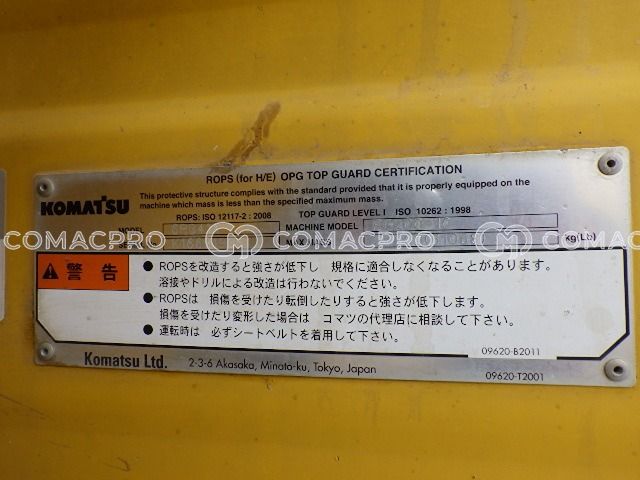 ROPS (for H/E) OPG TOP GUARD CERTIFICATION
This protective structure complies with the standard provided that it is properly equipped on the
machine which mass is less than the specified maximum mass.
KOMATSU
ROPS: ISO 12117-2 : 2008 TOP GUARD LEVEL I ISO 10262 : 1998
MODEL MACHINE MODEL
COMACPRO COMACPRO COMACPRO
kg(Lb)
警告
● ROPSを改造すると強さが低下し 規格に適合しなくなることがあります。
溶接やドリルによる改造は行わないでください。
● ROPSは 損傷を受けたり転倒したりすると強さが低下します。
損傷を受けたり変形した場合は コマツの代理店に相談して下さい。
● 運転時は 必ずシートベルトを着用して下さい。
09620-B2011
Komatsu Ltd. 2-3-6 Akasaka, Minato-ku, Tokyo, Japan
09620-T2001